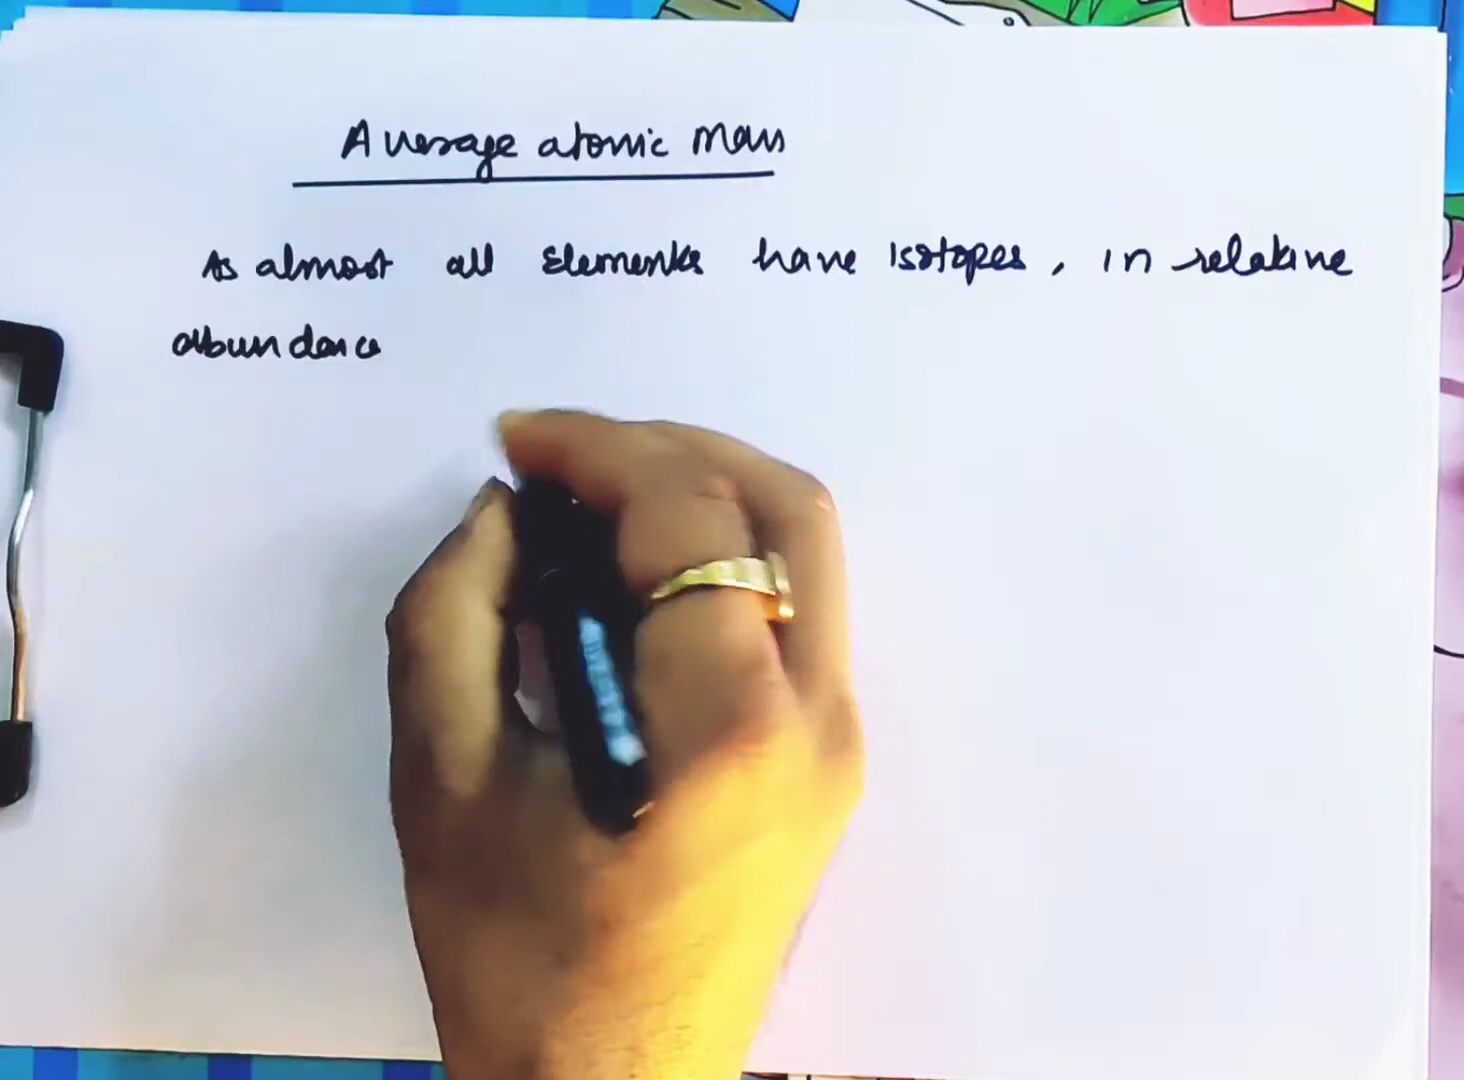 Average atomic Mass
As almost all Elements have Isotopes, in relative
abundance